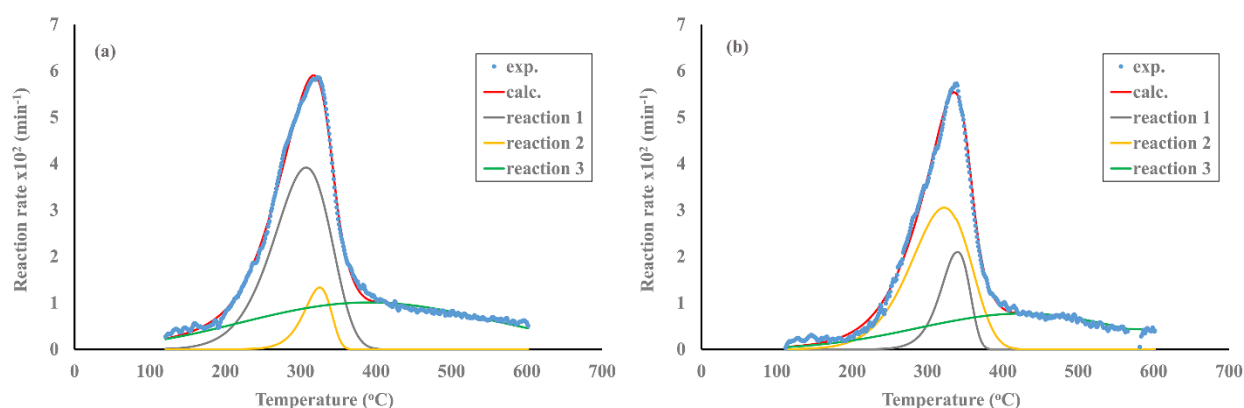 (a)
Reaction rate x10² (min⁻¹)
7
6
5
4
3
2
1
0
0 100 200 300 400 500 600 700
Temperature (°C)
exp.
calc.
reaction 1
reaction 2
reaction 3
(b)
Reaction rate x10² (min⁻¹)
7
6
5
4
3
2
1
0
0 100 200 300 400 500 600 700
Temperature (°C)
exp.
calc.
reaction 1
reaction 2
reaction 3